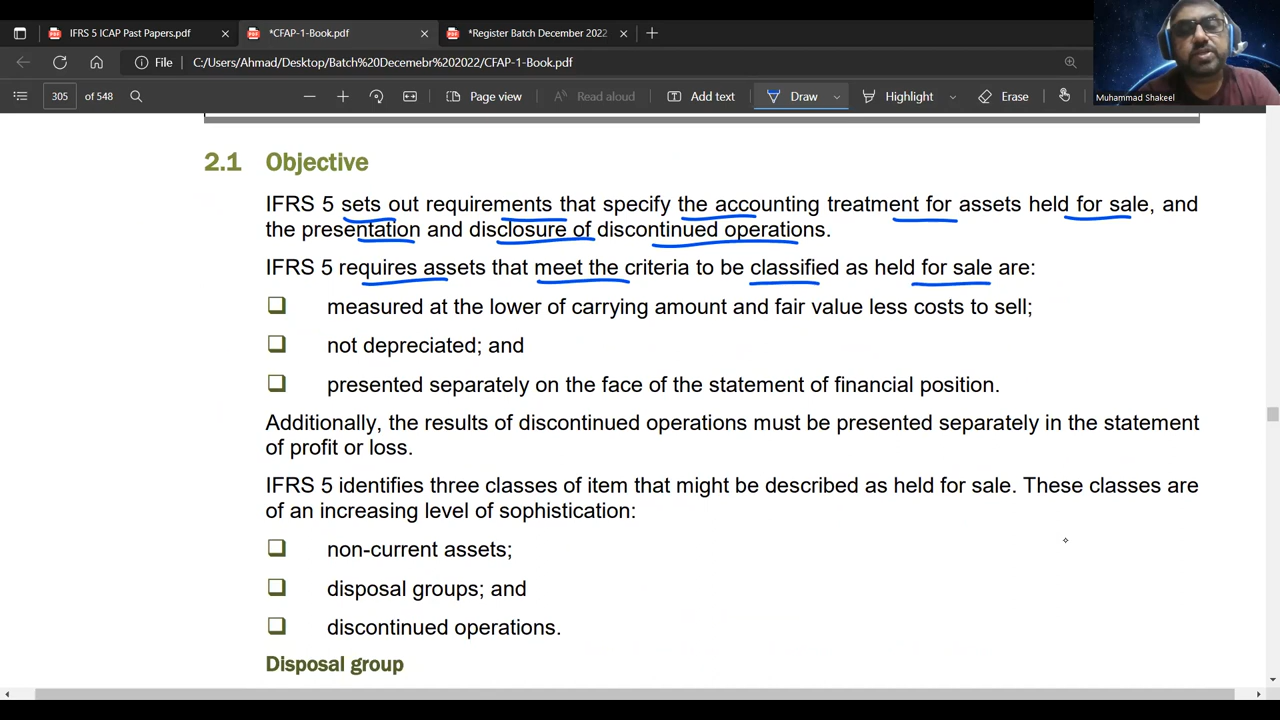 IFRS 5 ICAP Past Papers.pdf
*CFAP-1-Book.pdf
*Register Batch December 2022
File
C:/Users/Ahmad/Desktop/Batch%20Decemebr%202022/CFAP-1-Book.pdf
305 of 548
Page view
Read aloud
Add text
Draw
Highlight
Erase
Muhammad Shakeel
2.1 Objective
IFRS 5 sets out requirements that specify the accounting treatment for assets held for sale, and
the presentation and disclosure of discontinued operations.
IFRS 5 requires assets that meet the criteria to be classified as held for sale are:
measured at the lower of carrying amount and fair value less costs to sell;
not depreciated; and
presented separately on the face of the statement of financial position.
Additionally, the results of discontinued operations must be presented separately in the statement
of profit or loss.
IFRS 5 identifies three classes of item that might be described as held for sale. These classes are
of an increasing level of sophistication:
non-current assets;
disposal groups; and
discontinued operations.
Disposal group